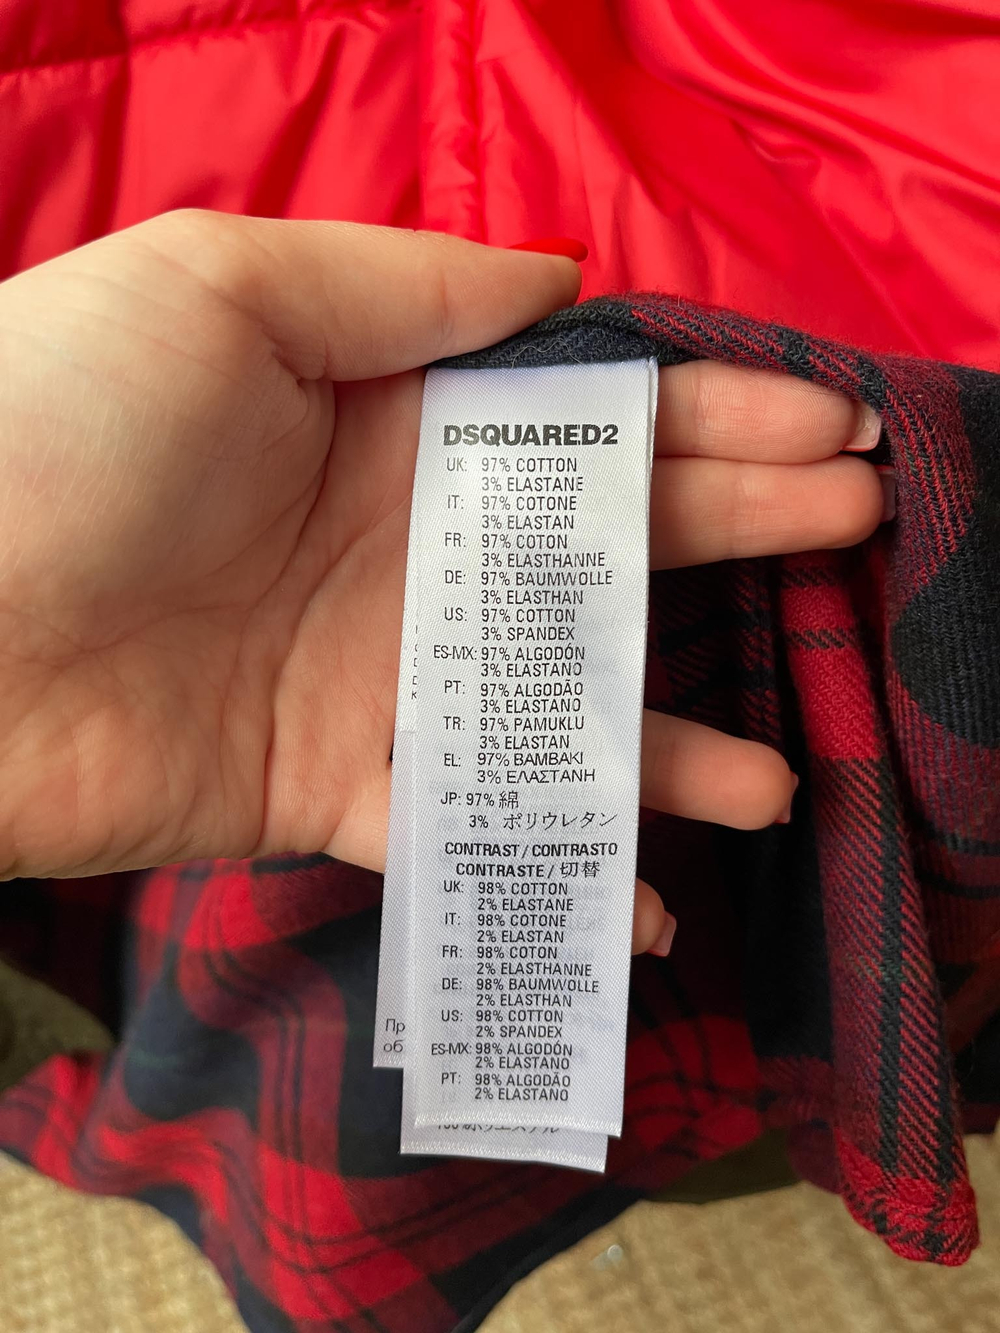 DSQUARED2
UK: 97% COTTON
3% ELASTANE
IT: 97% COTONE
3% ELASTAN
FR: 97% COTON
3% ELASTHANNE
DE: 97% BAUMWOLLE
3% ELASTHAN
US: 97% COTTON
3% SPANDEX
ES-MX: 97% ALGODÓN
3% ELASTANO
PT: 97% ALGODÃO
3% ELASTANO
TR: 97% PAMUKLU
3% ELASTAN
EL: 97% ΒΑΜΒΑΚΙ
3% ΕΛΑΣΤΑΝΗ
JP: 97% 綿
3% ポリウレタン
CONTRAST / CONTRASTO
CONTRASTE / 切替
UK: 98% COTTON
2% ELASTANE
IT: 98% COTONE
2% ELASTAN
FR: 98% COTON
2% ELASTHANNE
DE: 98% BAUMWOLLE
2% ELASTHAN
US: 98% COTTON
2% SPANDEX
ES-MX: 98% ALGODÓN
2% ELASTANO
PT: 98% ALGODÃO
2% ELASTANO
Пр
об